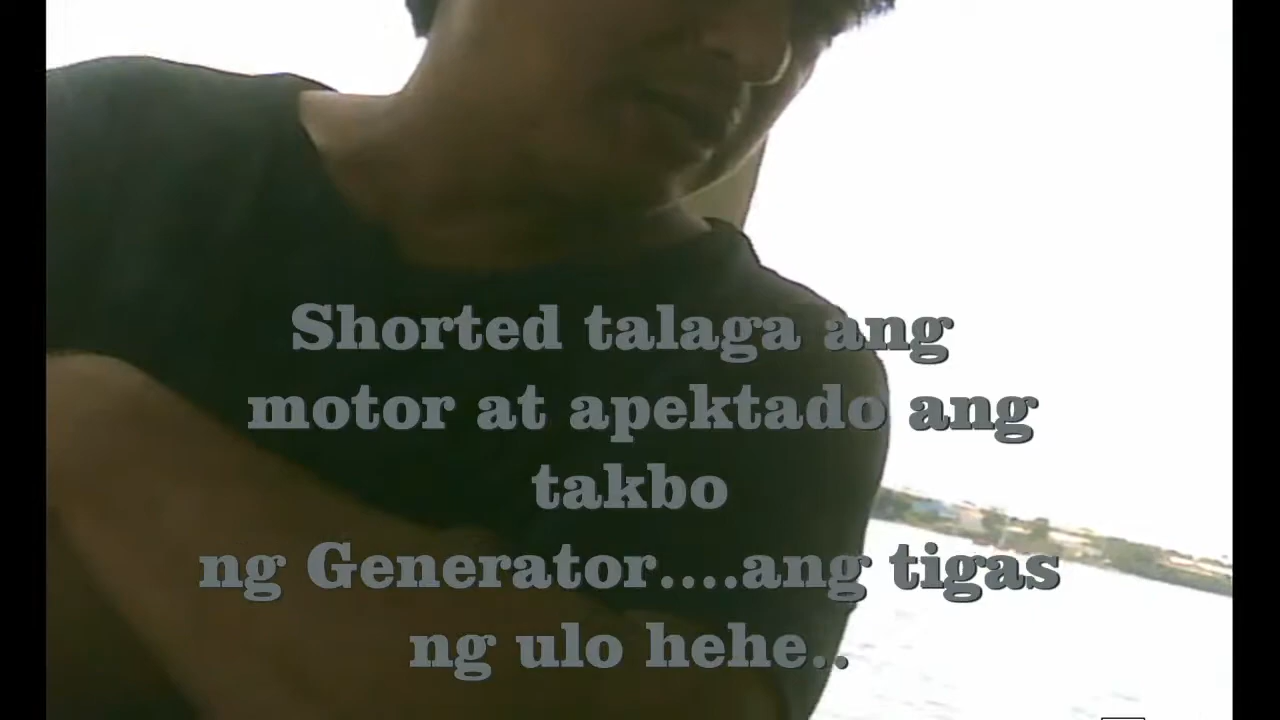 Shorted talaga ang
motor at apektado ang
takbo
ng Generator....ang tigas
ng ulo hehe..